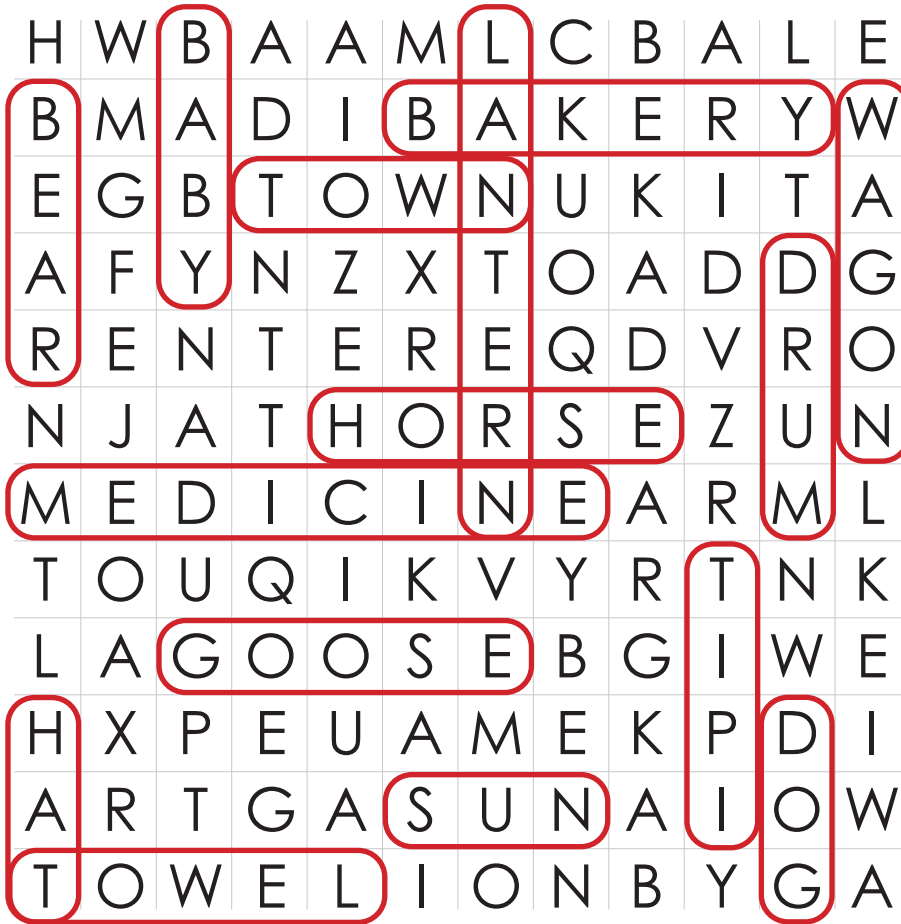 H W B A A M L C B A L E
B M A D I B A K E R Y W
E G B T O W N U K I T A
A F Y N Z X T O A D D G
R E N T E R E Q D V R O
N J A T H O R S E Z U N
M E D I C I N E A R M L
T O U Q I K V Y R T N K
L A G O O S E B G I W E
H X P E U A M E K P D I
A R T G A S U N A I O W
T O W E L I O N B Y G A